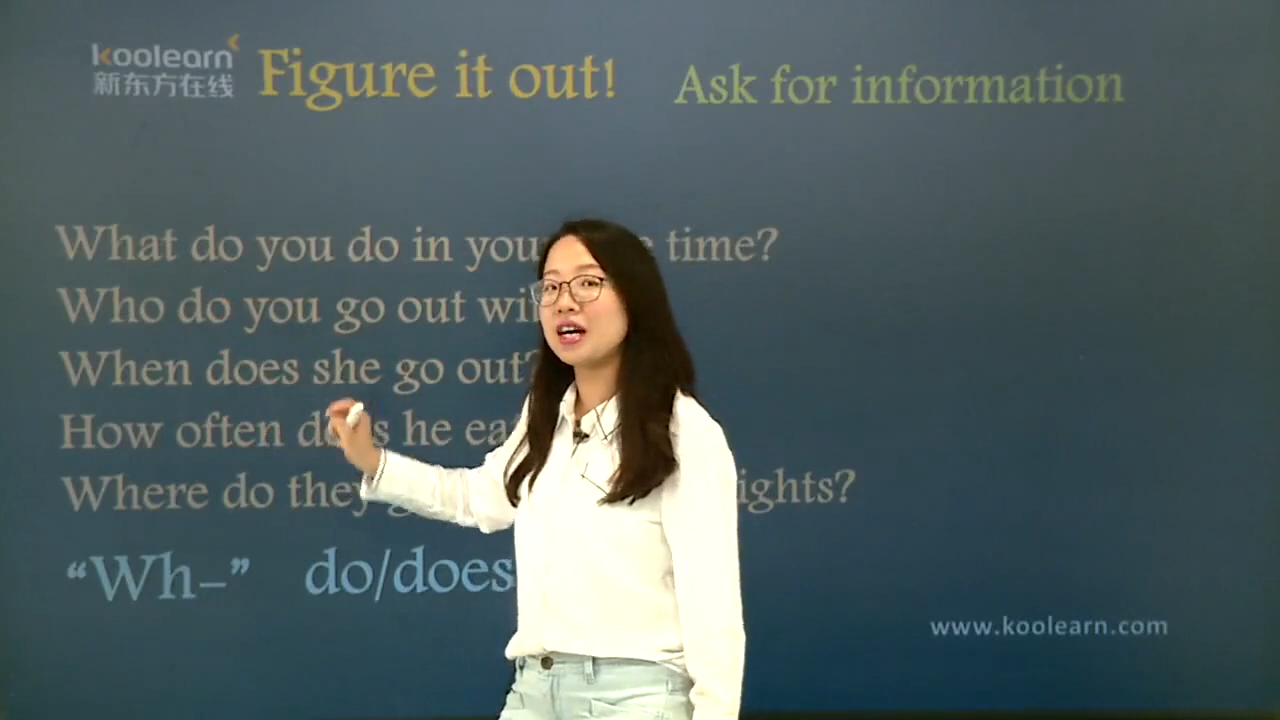 koolearn
新东方在线
Figure it out!
Ask for information
What do you do in time?
Who do you go out
When does she go out?
How often he
Where do they
“Wh–” do/does
www.koolearn.com